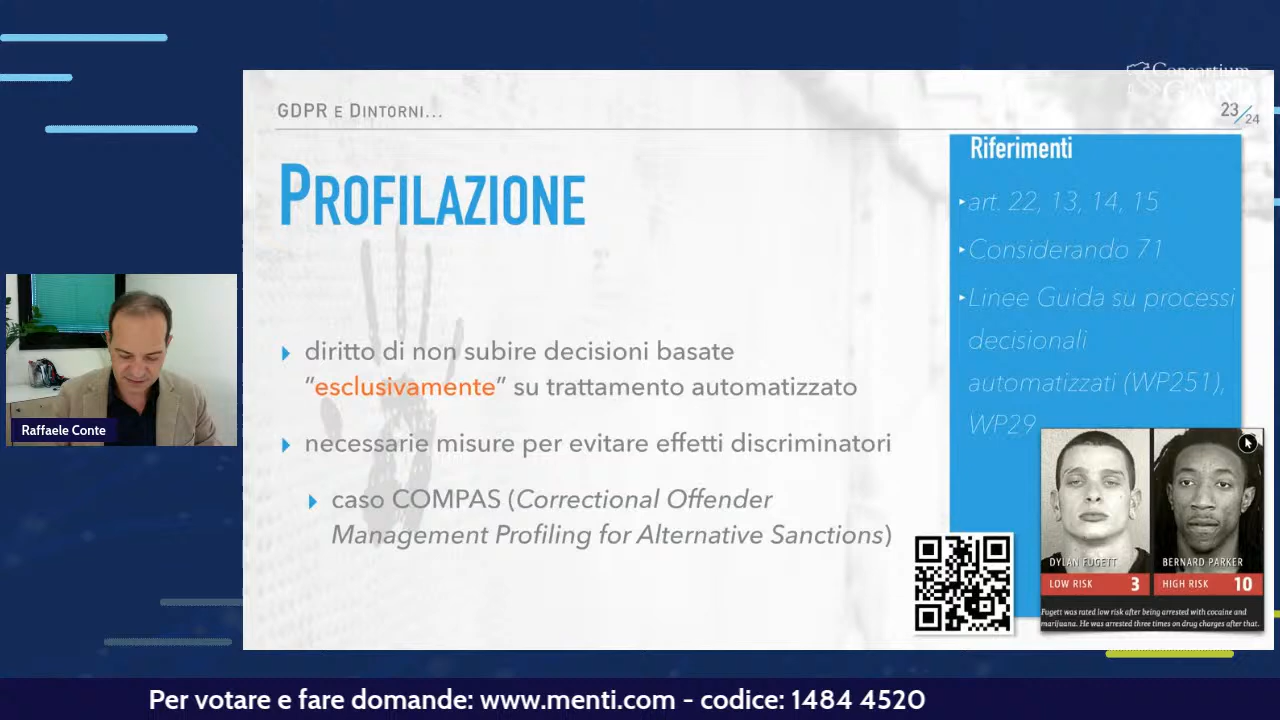 Consortium
GARR
GDPR E DINTORNI...
23/24
PROFILAZIONE
diritto di non subire decisioni basate
“esclusivamente” su trattamento automatizzato
necessarie misure per evitare effetti discriminatori
caso COMPAS (Correctional Offender
Management Profiling for Alternative Sanctions)
Riferimenti
art. 22, 13, 14, 15
Considerando 71
Linee Guida su processi
decisionali
automatizzati (WP251),
WP29
DYLAN FUGETT
LOW RISK 3
BERNARD PARKER
HIGH RISK 10
Fugett was rated low risk after being arrested with cocaine and
marijuana. He was arrested three times on drug charges after that.
Raffaele Conte
Per votare e fare domande: www.menti.com - codice: 1484 4520